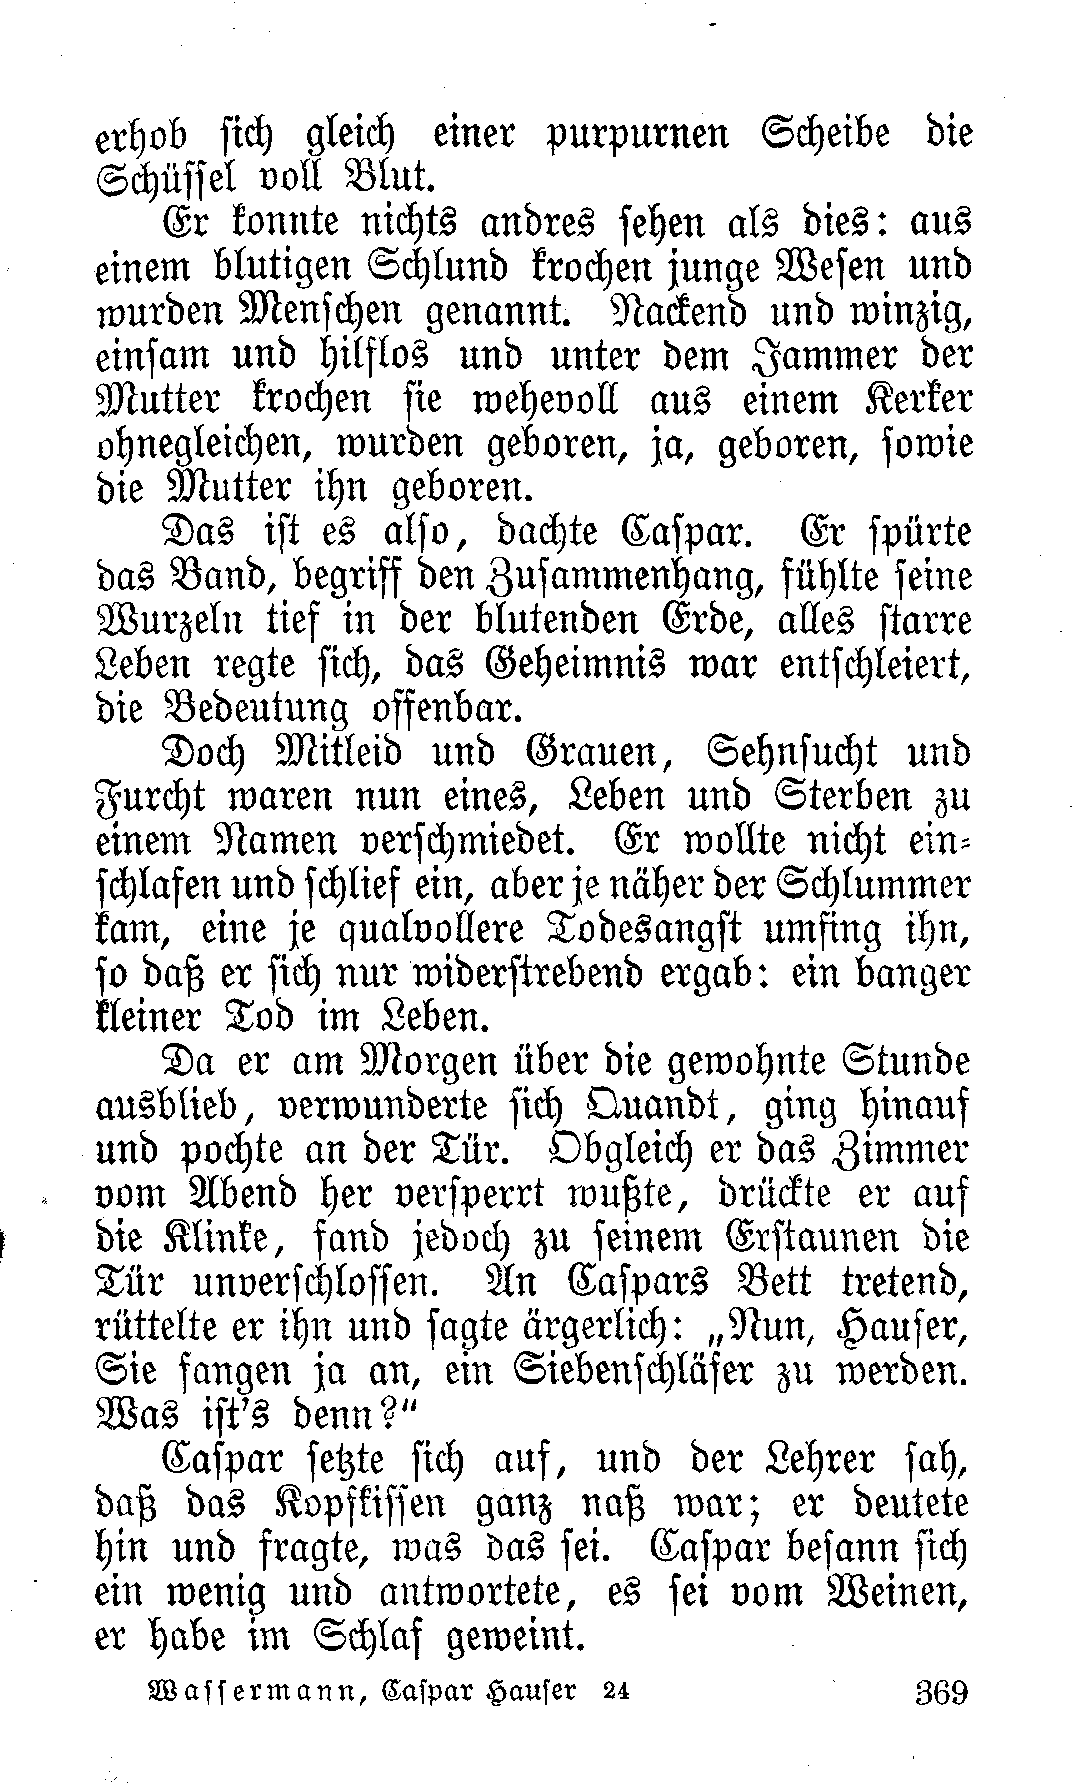 erhob sich gleich einer purpurnen Scheibe die
Schüssel voll Blut.
Er konnte nichts andres sehen als dies: aus
einem blutigen Schlund krochen junge Wesen und
wurden Menschen genannt. Nackend und winzig,
einsam und hilflos und unter dem Jammer der
Mutter krochen sie wehevoll aus einem Kerker
ohnegleichen, wurden geboren, ja, geboren, sowie
die Mutter ihn geboren.
Das ist es also, dachte Caspar. Er spürte
das Band, begriff den Zusammenhang, fühlte seine
Wurzeln tief in der blutenden Erde, alles starre
Leben regte sich, das Geheimnis war entschleiert,
die Bedeutung offenbar.
Doch Mitleid und Grauen, Sehnsucht und
Furcht waren nun eines, Leben und Sterben zu
einem Namen verschmiedet. Er wollte nicht ein-
schlafen und schlief ein, aber je näher der Schlummer
kam, eine je qualvollere Todesangst umfing ihn,
so daß er sich nur widerstrebend ergab: ein banger
kleiner Tod im Leben.
Da er am Morgen über die gewohnte Stunde
ausblieb, verwunderte sich Quandt, ging hinauf
und pochte an der Tür. Obgleich er das Zimmer
vom Abend her versperrt wußte, drückte er auf
die Klinke, fand jedoch zu seinem Erstaunen die
Tür unverschlossen. An Caspars Bett tretend,
rüttelte er ihn und sagte ärgerlich: „Nun, Hauser,
Sie fangen ja an, ein Siebenschläfer zu werden.
Was ist's denn?"
Caspar setzte sich auf, und der Lehrer sah,
daß das Kopfkissen ganz naß war; er deutete
hin und fragte, was das sei. Caspar besann sich
ein wenig und antwortete, es sei vom Weinen,
er habe im Schlaf geweint.
Wassermann, Caspar Hauser 24 369